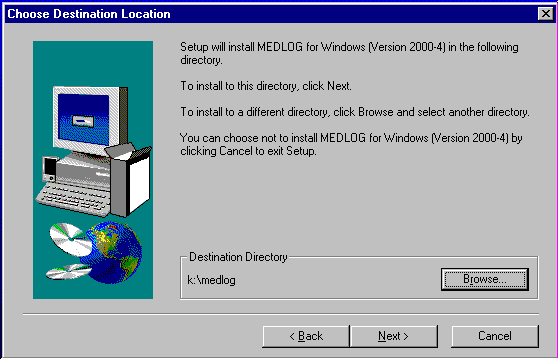 Choose Destination Location
Setup will install MEDLOG for Windows (Version 2000-4) in the following
directory.
To install to this directory, click Next.
To install to a different directory, click Browse and select another directory.
You can choose not to install MEDLOG for Windows (Version 2000-4) by
clicking Cancel to exit Setup.
Destination Directory
k:\medlog
Browse...
< Back
Next >
Cancel